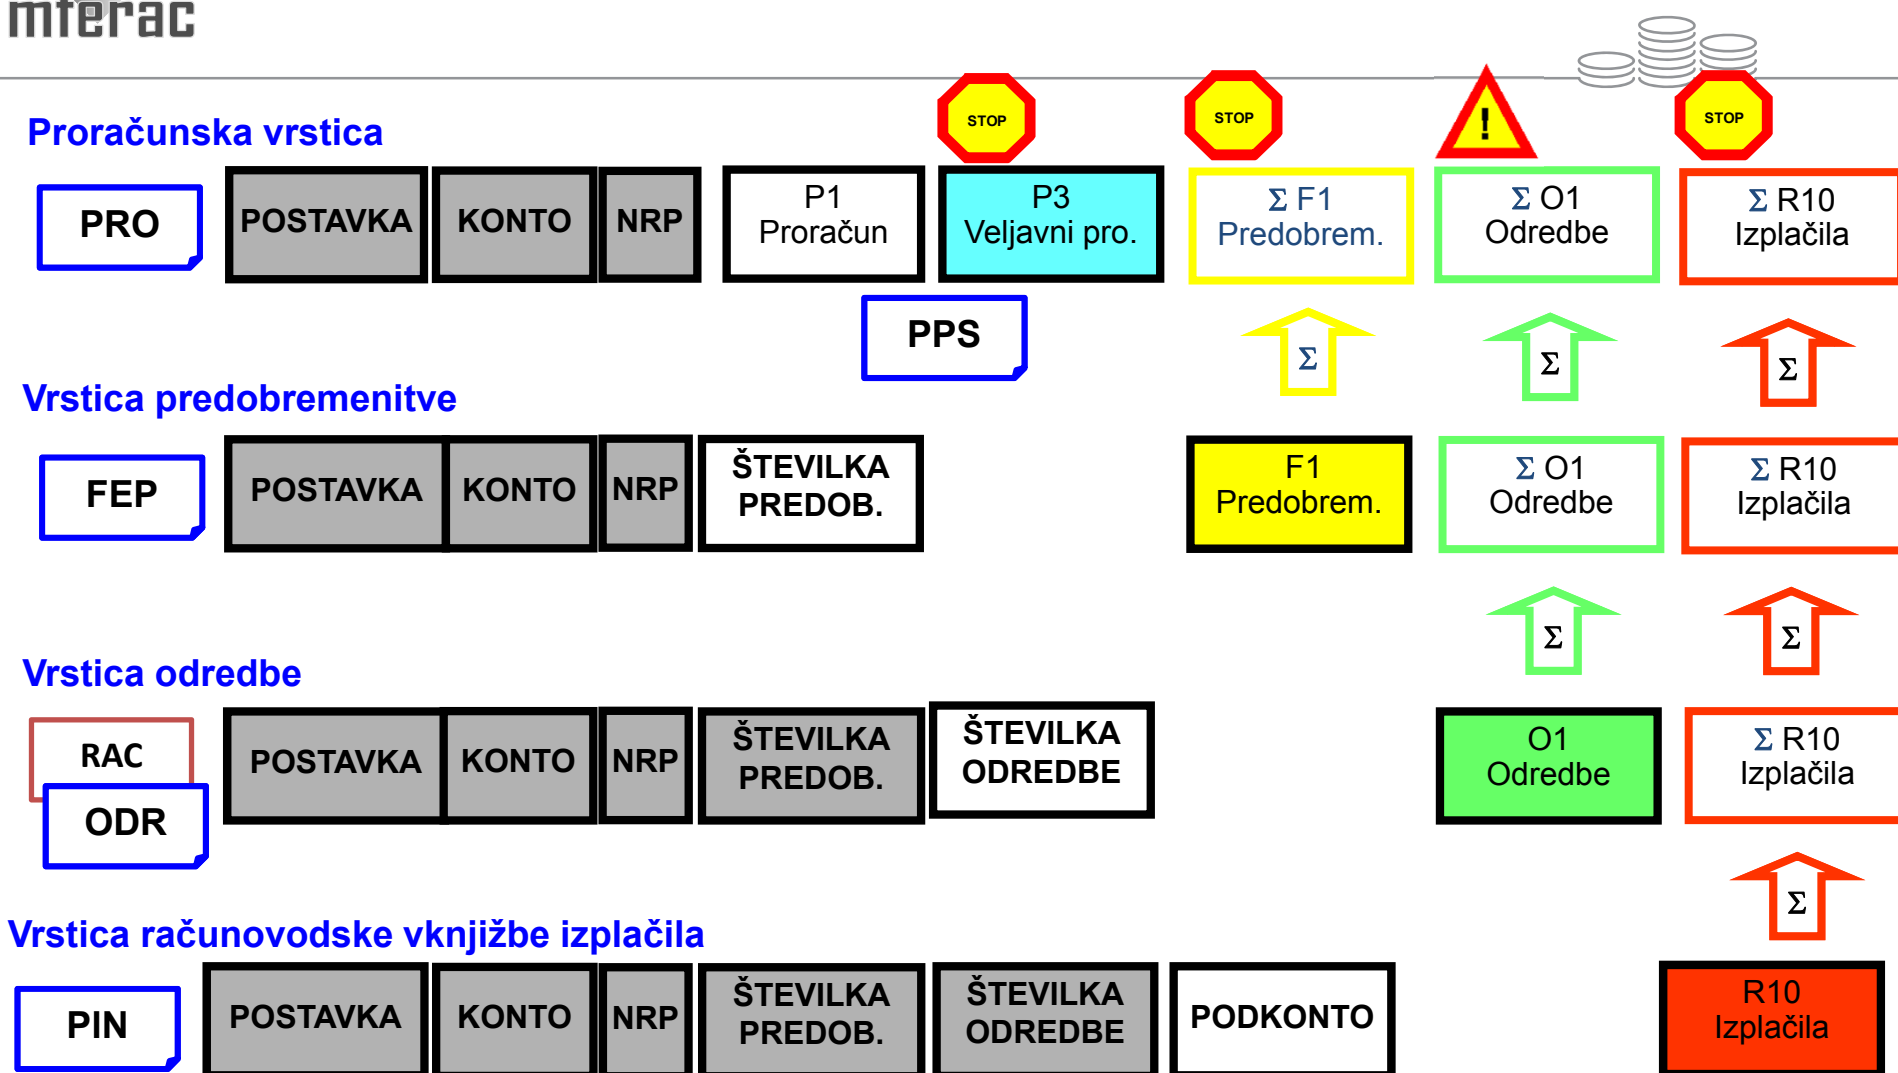 mferac
STOP STOP ! STOP
Proračunska vrstica
PRO POSTAVKA KONTO NRP P1 Proračun P3 Veljavni pro. Σ F1 Predobrem. Σ O1 Odredbe Σ R10 Izplačila
PPS Σ Σ Σ
Vrstica predobremenitve
FEP POSTAVKA KONTO NRP ŠTEVILKA PREDOB. F1 Predobrem. Σ O1 Odredbe Σ R10 Izplačila
Σ Σ
Vrstica odredbe
RAC ODR POSTAVKA KONTO NRP ŠTEVILKA PREDOB. ŠTEVILKA ODREDBE O1 Odredbe Σ R10 Izplačila
Σ
Vrstica računovodske vknjižbe izplačila
PIN POSTAVKA KONTO NRP ŠTEVILKA PREDOB. ŠTEVILKA ODREDBE PODKONTO R10 Izplačila